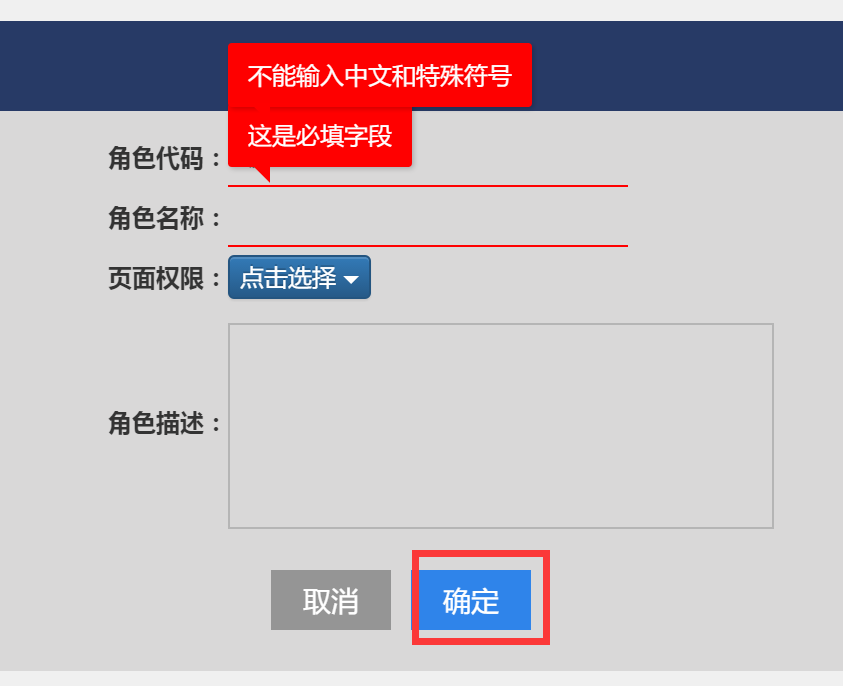 不能输入中文和特殊符号
这是必填字段
角色代码：
角色名称：
页面权限：点击选择
角色描述：
取消 确定